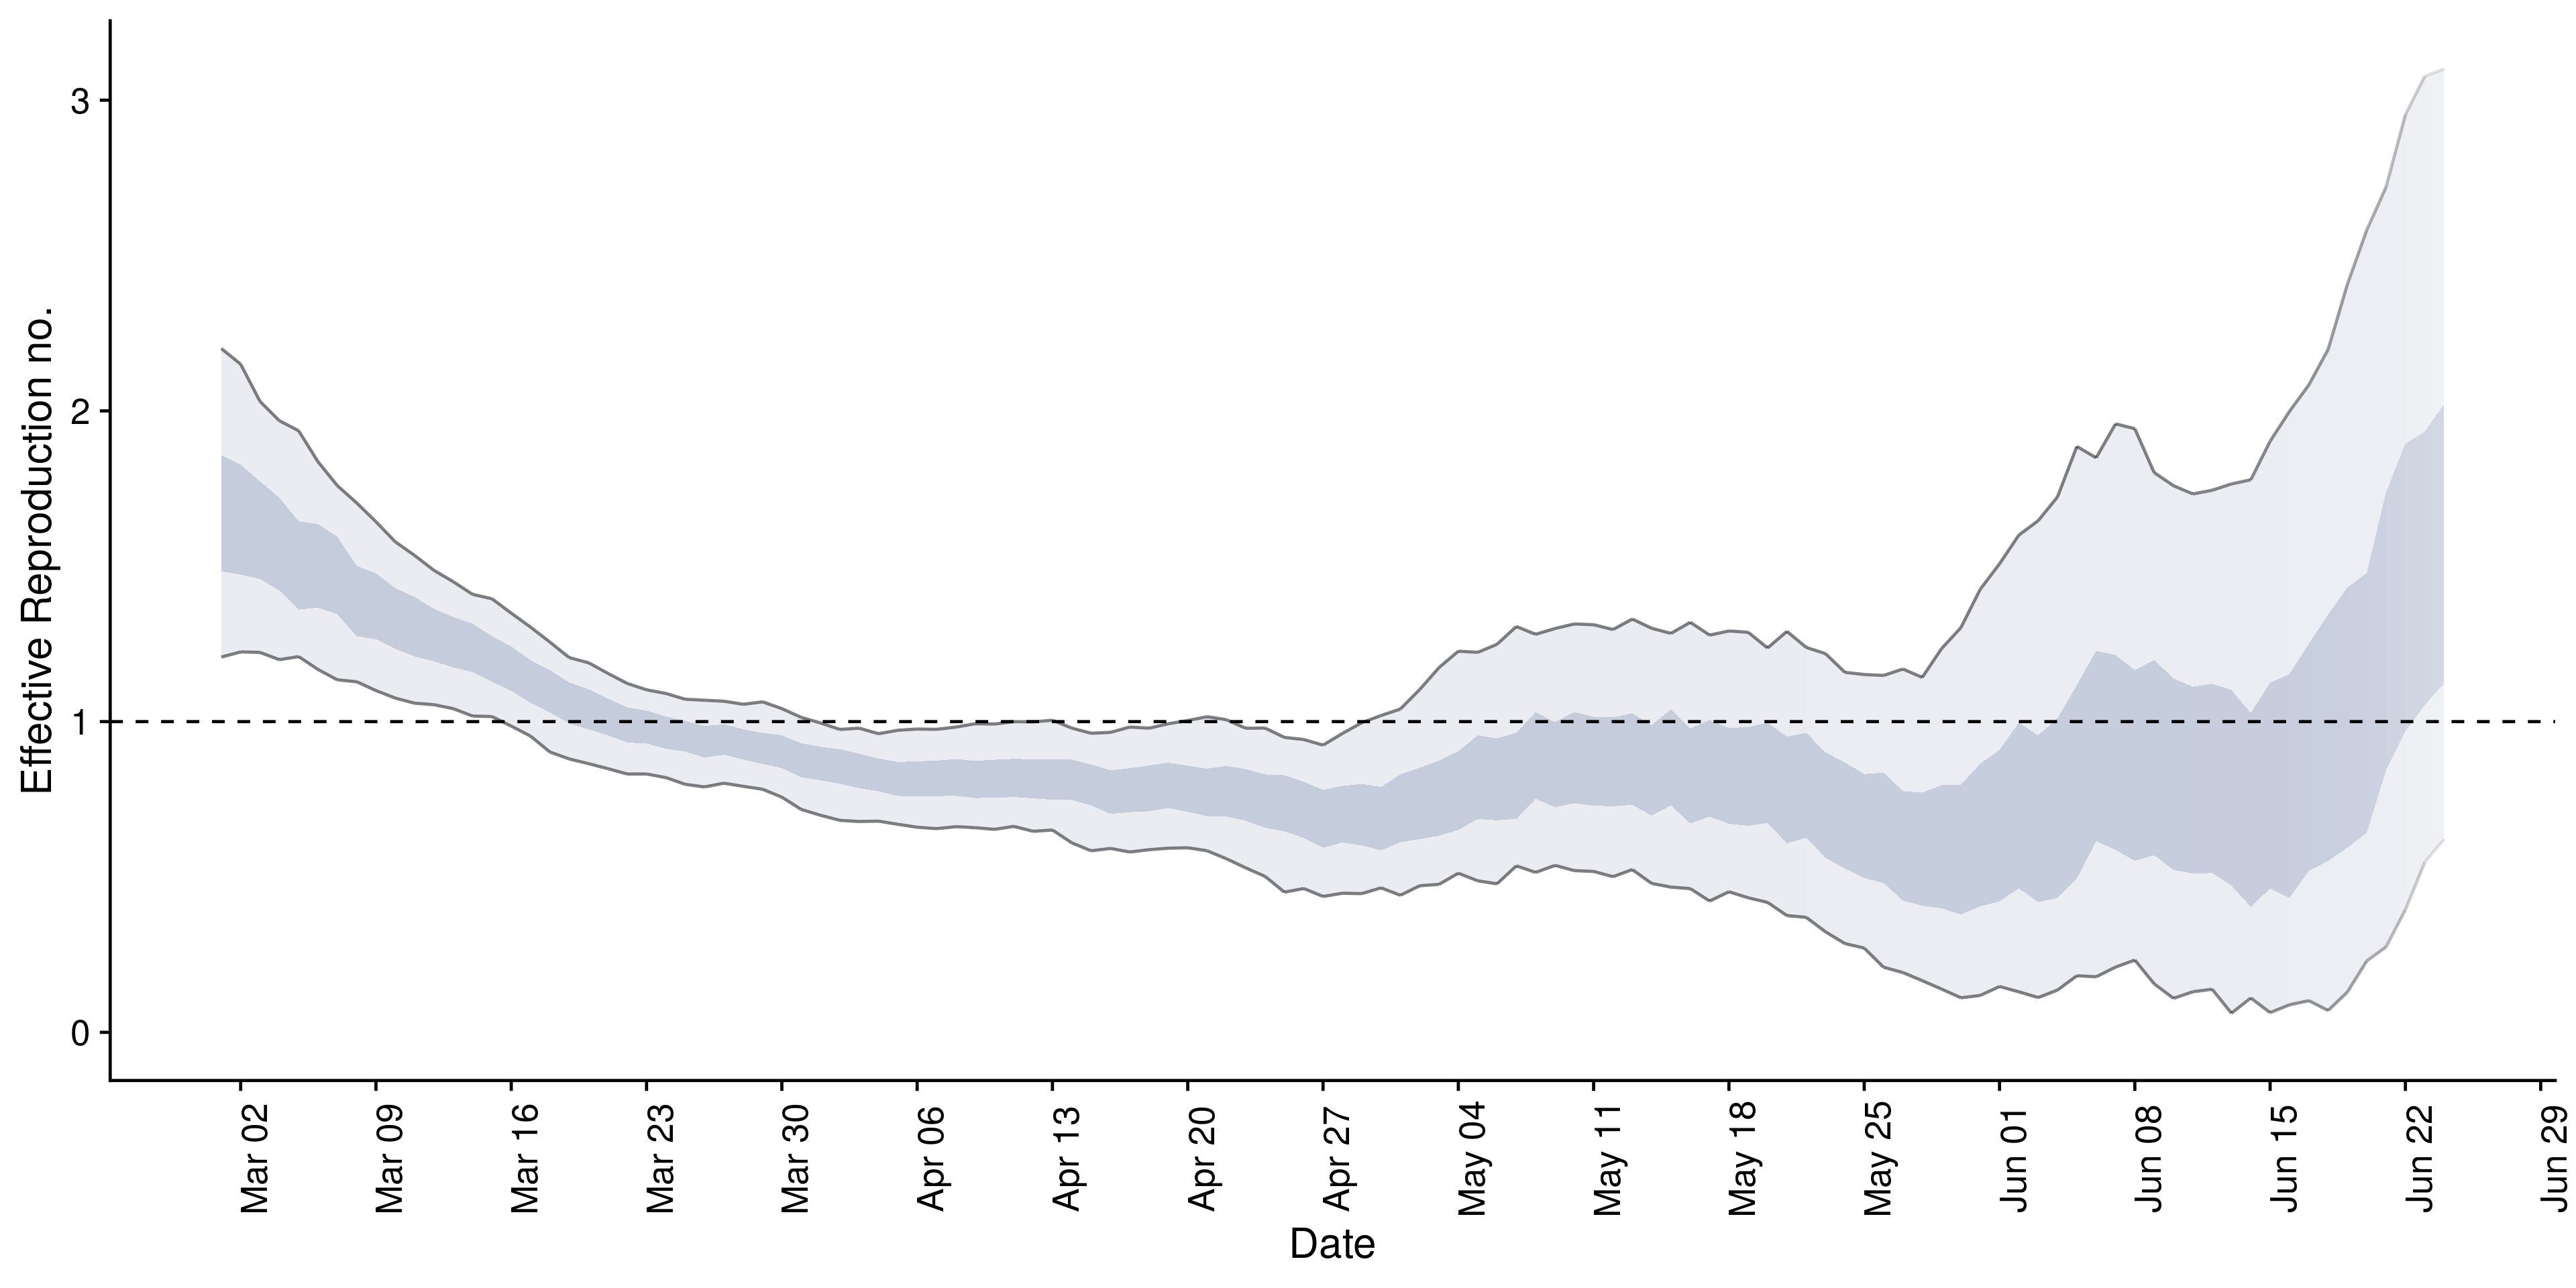 Effective Reproduction no.
3
2
1
0
Mar 02
Mar 09
Mar 16
Mar 23
Mar 30
Apr 06
Apr 13
Apr 20
Apr 27
May 04
May 11
May 18
May 25
Jun 01
Jun 08
Jun 15
Jun 22
Jun 29
Date